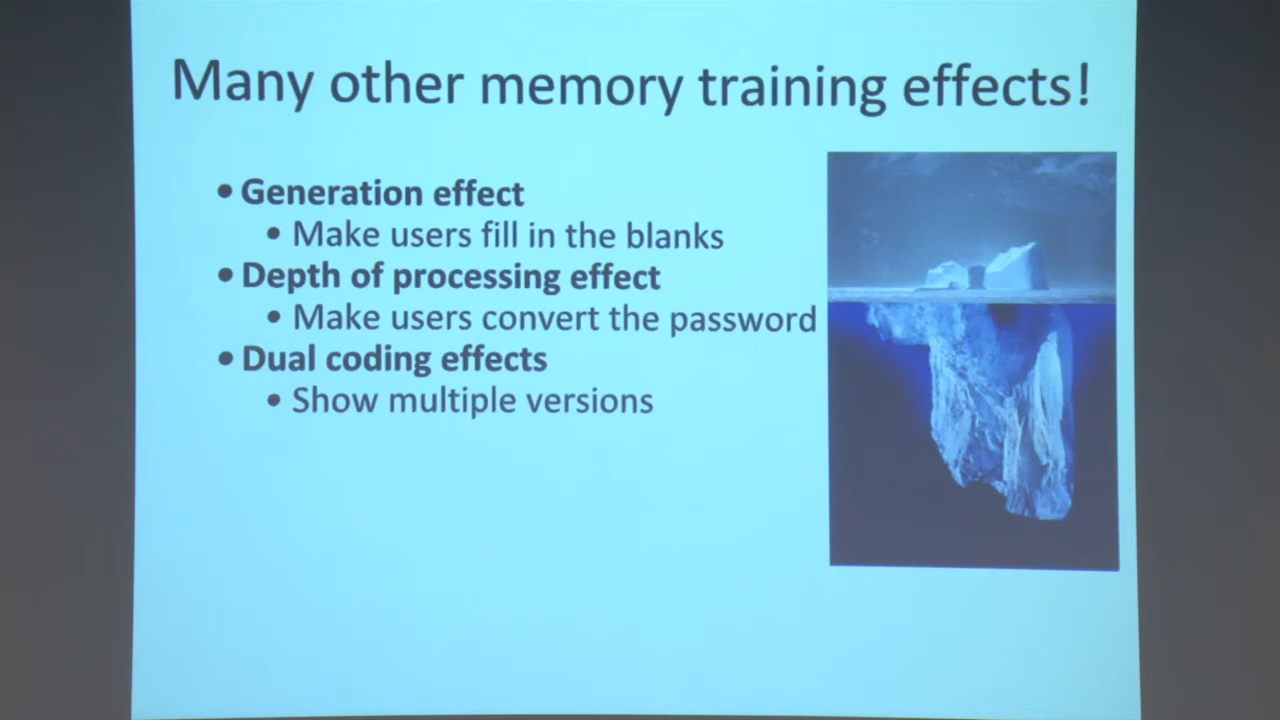 Many other memory training effects!
• Generation effect
• Make users fill in the blanks
• Depth of processing effect
• Make users convert the password
• Dual coding effects
• Show multiple versions